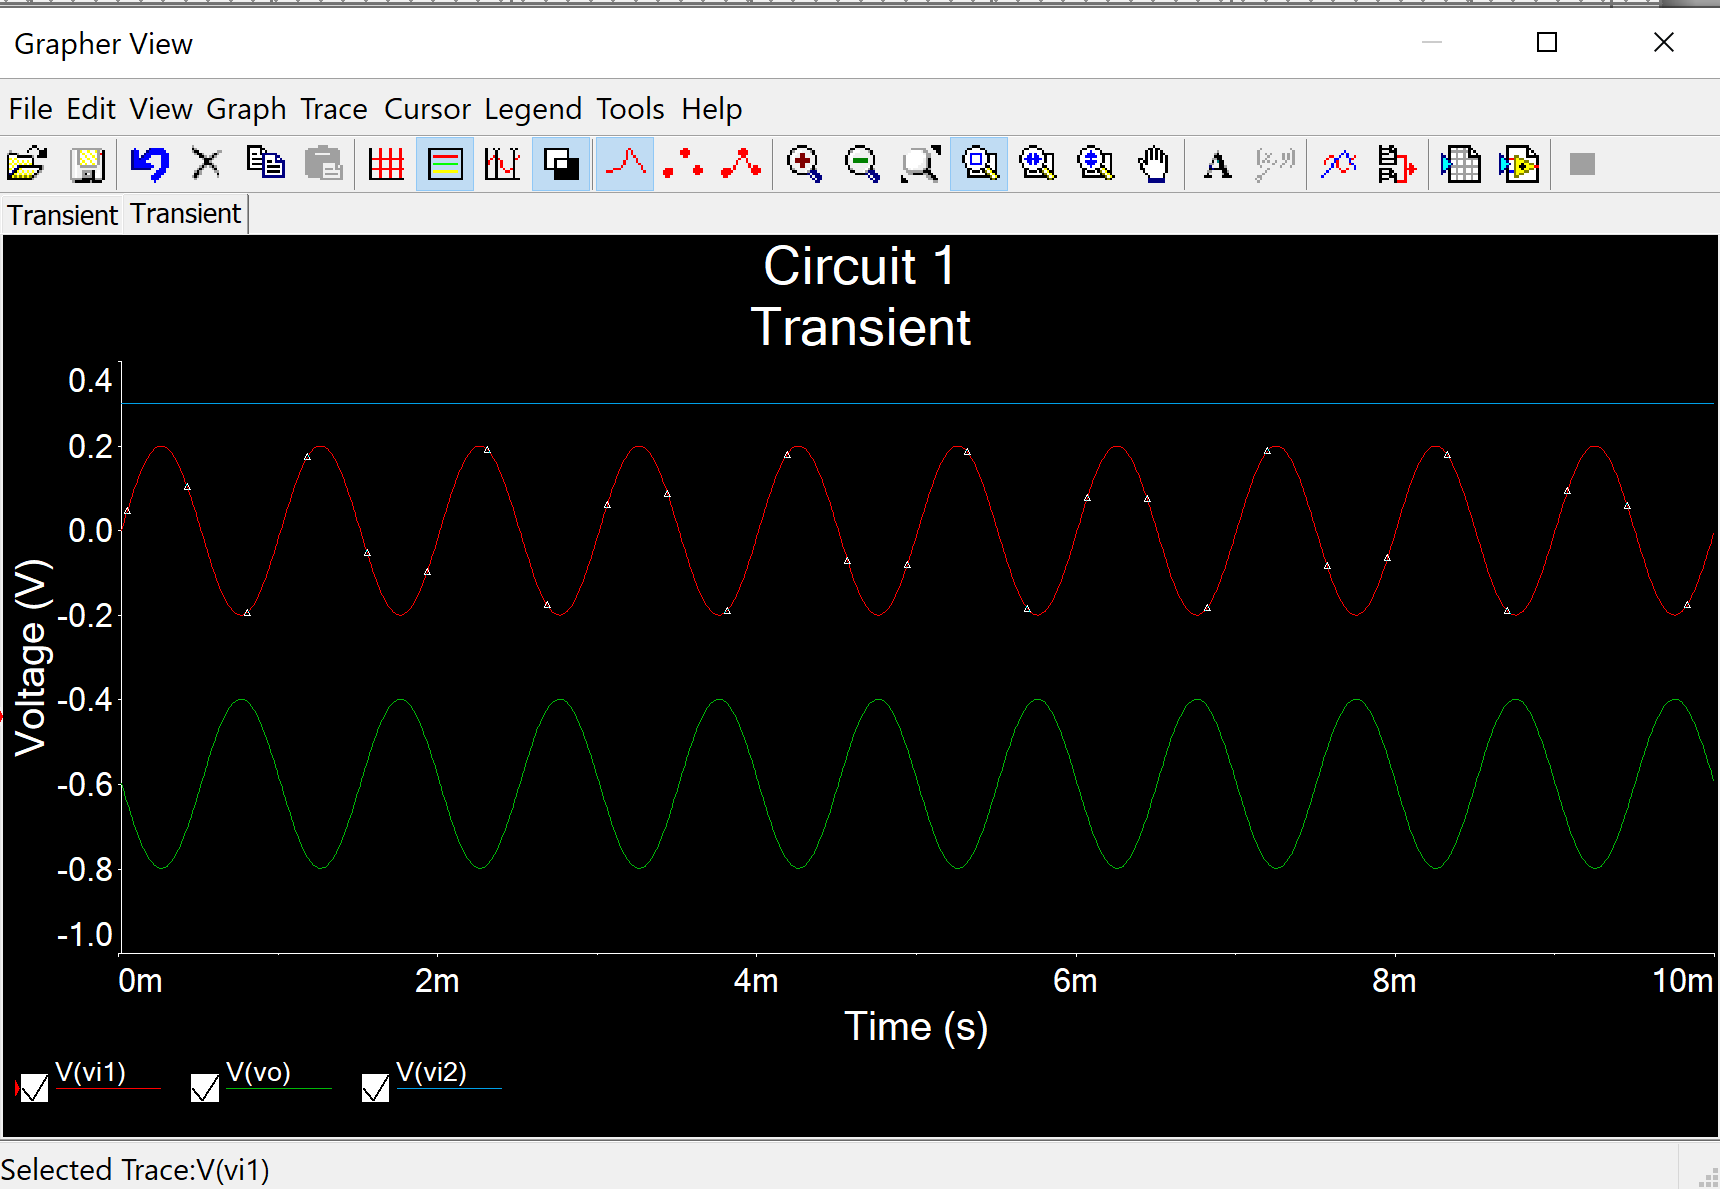 Grapher View
File Edit View Graph Trace Cursor Legend Tools Help
A
Transient Transient
Circuit 1
Transient
0.4
0.2
0.0
-0.2
-0.4
-0.6
-0.8
-1.0
Voltage (V)
0m 2m 4m 6m 8m 10m
Time (s)
V(vi1) V(vo) V(vi2)
Selected Trace:V(vi1)